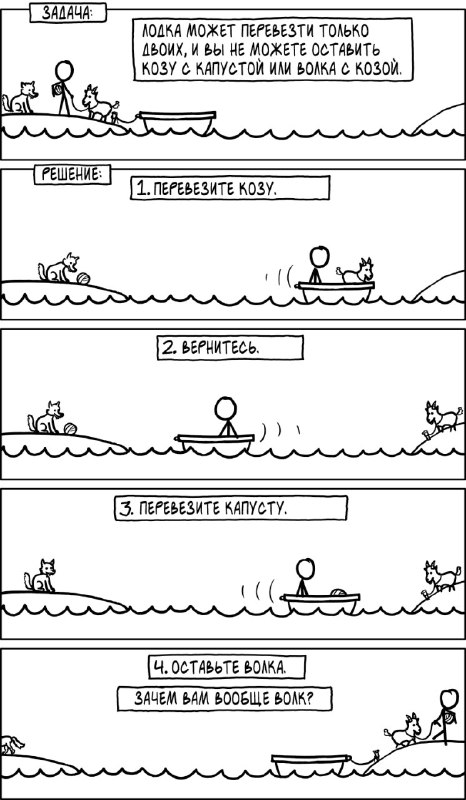 ЗАДАЧА:
ЛОДКА МОЖЕТ ПЕРЕВЕЗТИ ТОЛЬКО
ДВОИХ, И ВЫ НЕ МОЖЕТЕ ОСТАВИТЬ
КОЗУ С КАПУСТОЙ ИЛИ ВОЛКА С КОЗОЙ.
РЕШЕНИЕ:
1. ПЕРЕВЕЗИТЕ КОЗУ.
2. ВЕРНИТЕСЬ.
3. ПЕРЕВЕЗИТЕ КАПУСТУ.
4. ОСТАВЬТЕ ВОЛКА.
ЗАЧЕМ ВАМ ВООБЩЕ ВОЛК?